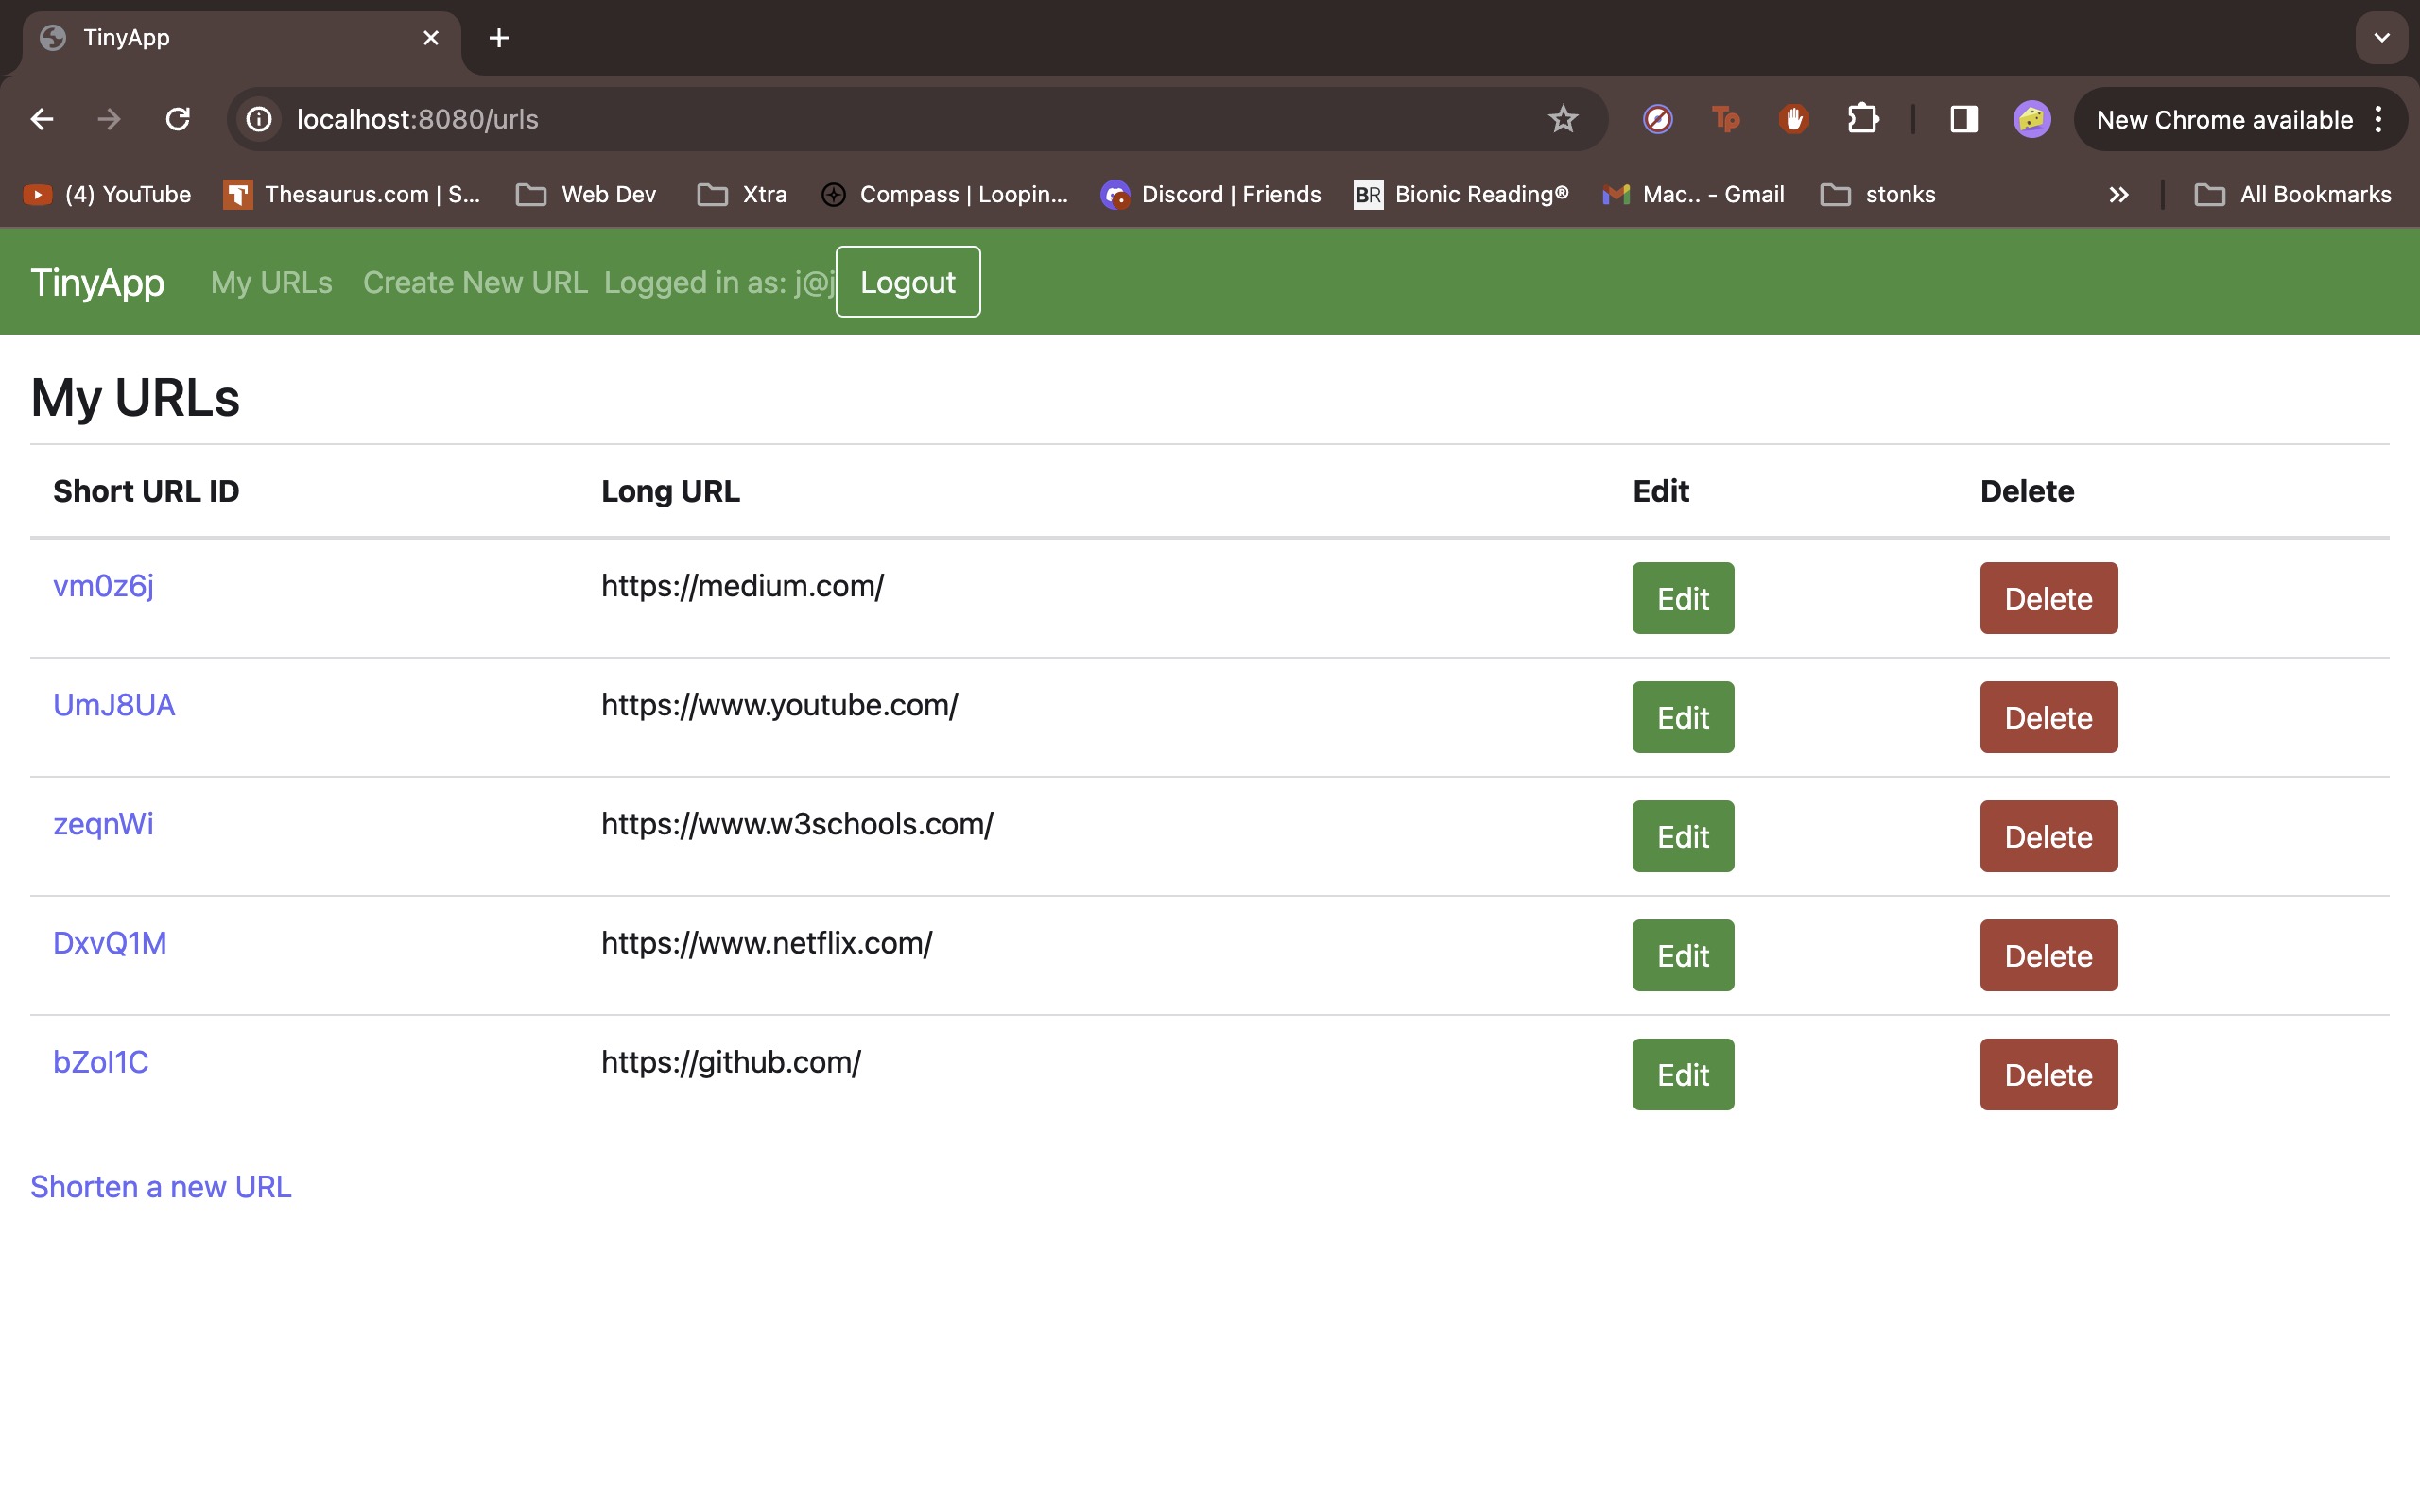 TinyApp
localhost:8080/urls
New Chrome available
(4) YouTube Thesaurus.com | S... Web Dev Xtra Compass | Loopin... Discord | Friends BR Bionic Reading® Mac.. - Gmail stonks All Bookmarks
TinyApp My URLs Create New URL Logged in as: j@j Logout
My URLs
Short URL ID Long URL Edit Delete
vm0z6j https://medium.com/ Edit Delete
UmJ8UA https://www.youtube.com/ Edit Delete
zeqnWi https://www.w3schools.com/ Edit Delete
DxvQ1M https://www.netflix.com/ Edit Delete
bZoI1C https://github.com/ Edit Delete
Shorten a new URL